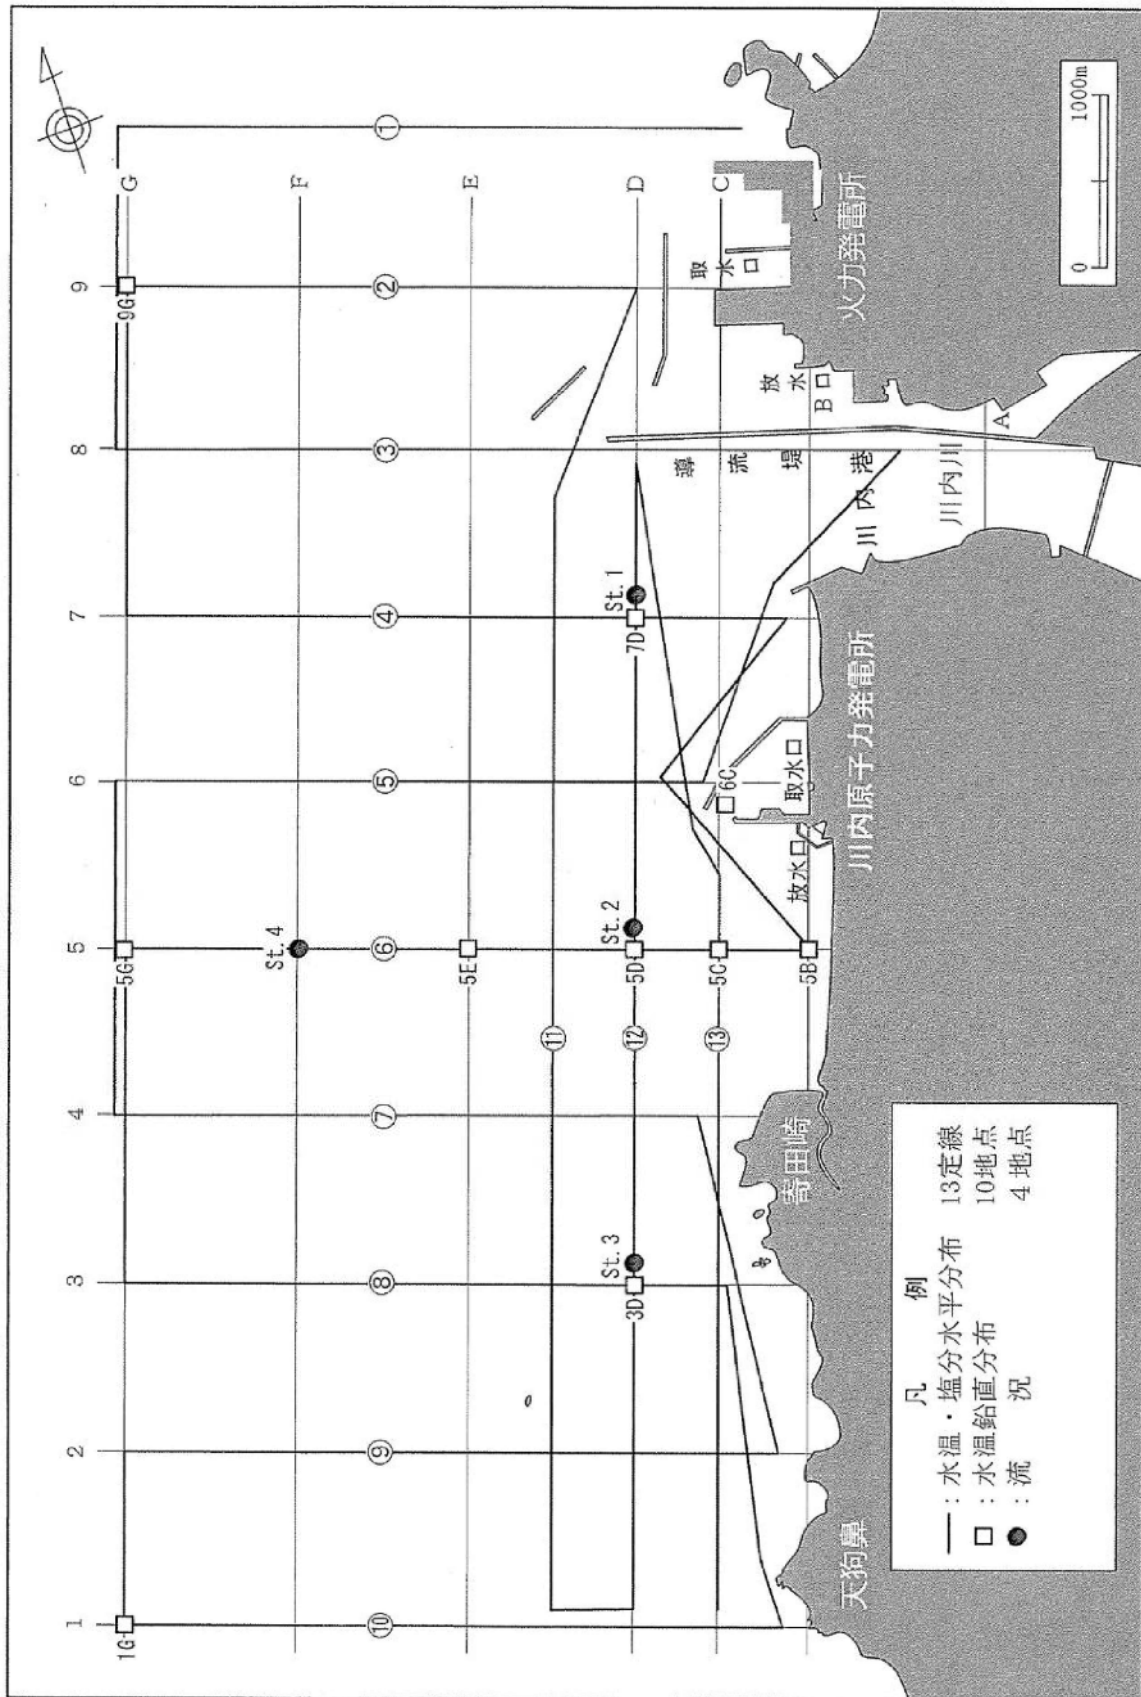 1
2
3
4
5
6
7
8
9
G
F
E
D
C
B
A
①
②
③
④
⑤
⑥
⑦
⑧
⑨
⑩
⑪
⑫
⑬
1G
5G
9G
St.4
5E
3D
St.3
5D
St.2
7D
St.1
5C
6C
5B
取水口
放水口
導流堤
取水口
放水口
川内港
川内川
火力発電所
川内原子力発電所
寄田崎
天狗鼻
0 1000m
凡 例
― : 水温・塩分水平分布 13定線
□ : 水温鉛直分布 10地点
● : 流 況 4地点